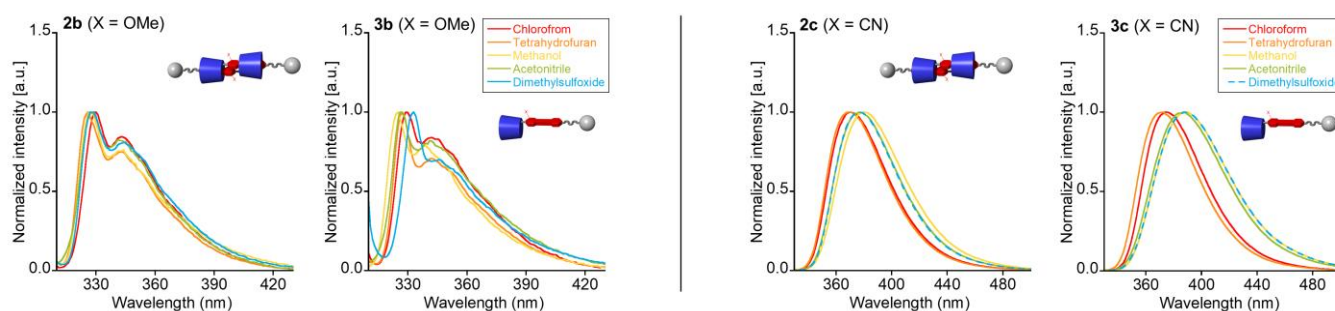 2b (X = OMe)
1.5
1.0
0.5
0.0
Normalized intensity [a.u.]
330 360 390 420
Wavelength (nm)
3b (X = OMe)
Chlorofrom
Tetrahydrofuran
Methanol
Acetonitrile
Dimethylsulfoxide
1.5
1.0
0.5
0.0
Normalized intensity [a.u.]
330 360 390 420
Wavelength (nm)
2c (X = CN)
1.5
1.0
0.5
0.0
Normalized intensity [a.u.]
360 400 440 480
Wavelength (nm)
3c (X = CN)
Chloroform
Tetrahydrofuran
Methanol
Acetonitrile
Dimethylsulfoxide
1.5
1.0
0.5
0.0
Normalized intensity [a.u.]
360 400 440 480
Wavelength (nm)